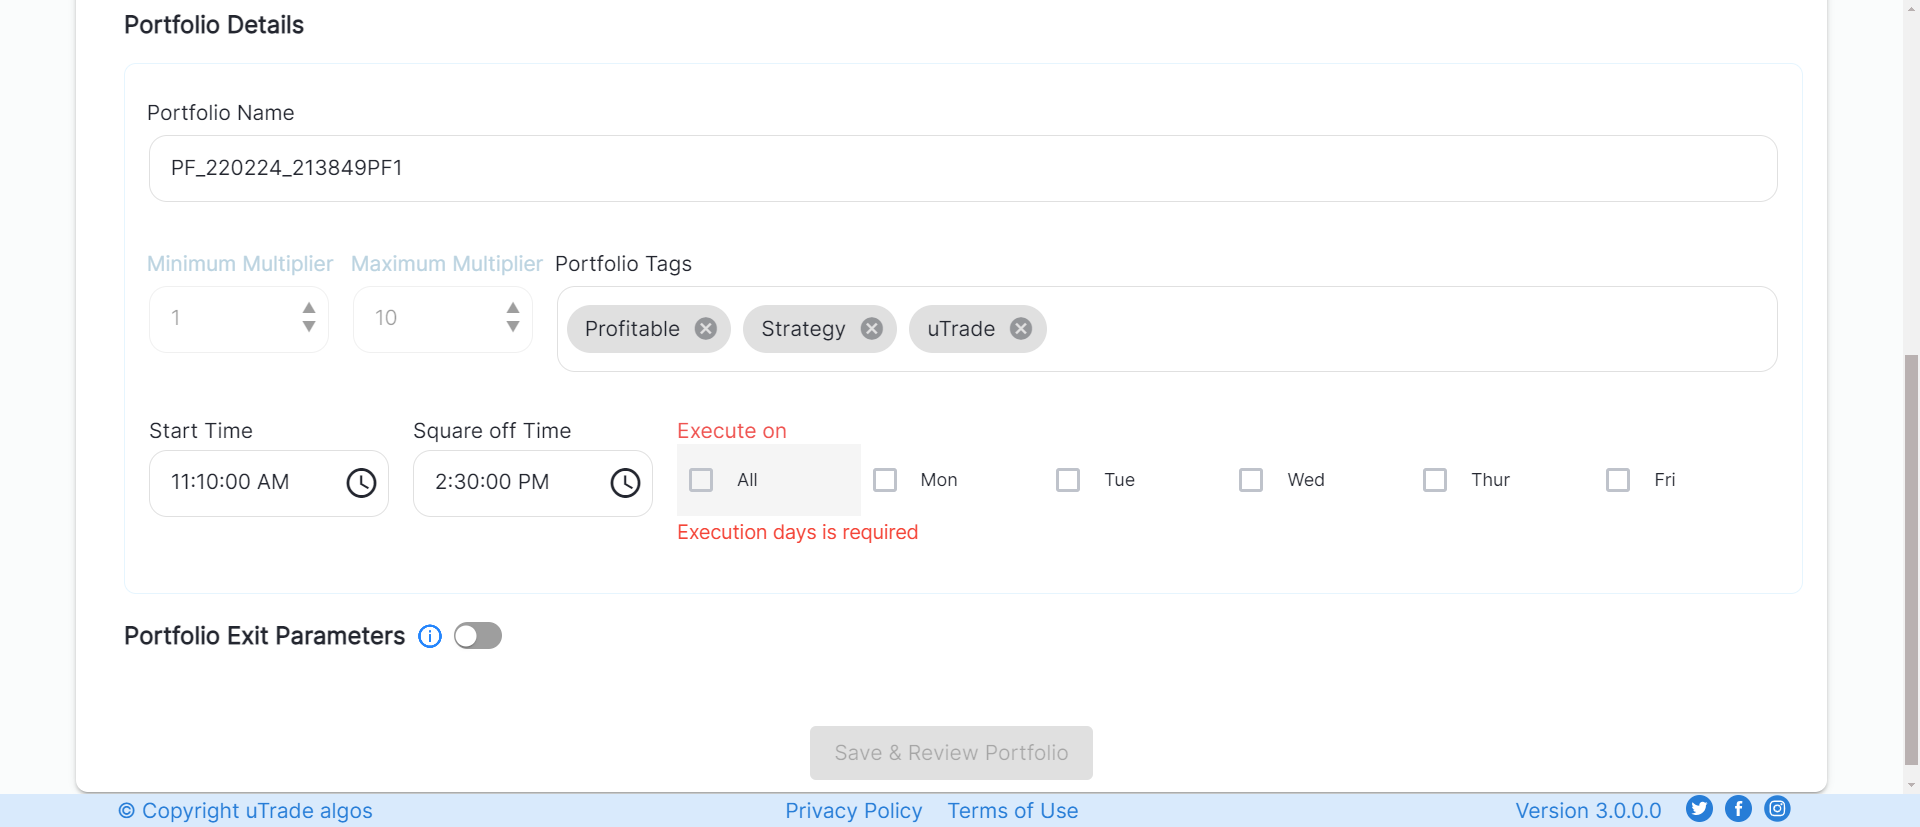 Portfolio Details
Portfolio Name
PF_220224_213849PF1
Minimum Multiplier Maximum Multiplier Portfolio Tags
1 10 Profitable Strategy uTrade
Start Time Square off Time Execute on
11:10:00 AM 2:30:00 PM All Mon Tue Wed Thur Fri
Execution days is required
Portfolio Exit Parameters
Save & Review Portfolio
© Copyright uTrade algos Privacy Policy Terms of Use Version 3.0.0.0